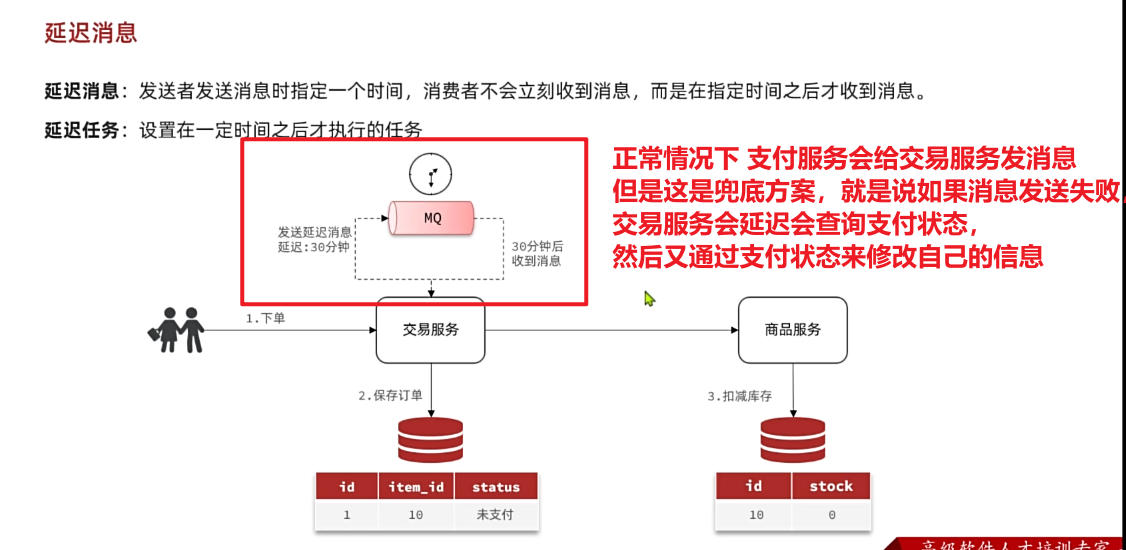 延迟消息
延迟消息：发送者发送消息时指定一个时间，消费者不会立刻收到消息，而是在指定时间之后才收到消息。
延迟任务：设置在一定时间之后才执行的任务
正常情况下 支付服务会给交易服务发消息
但是这是兜底方案，就是说如果消息发送失败，
交易服务会延迟会查询支付状态，
然后又通过支付状态来修改自己的信息
MQ
发送延迟消息
延迟:30分钟
30分钟后
收到消息
1.下单
交易服务
商品服务
2.保存订单
3.扣减库存
id item_id status
1 10 未支付
id stock
10 0
高级软件人才培训专家